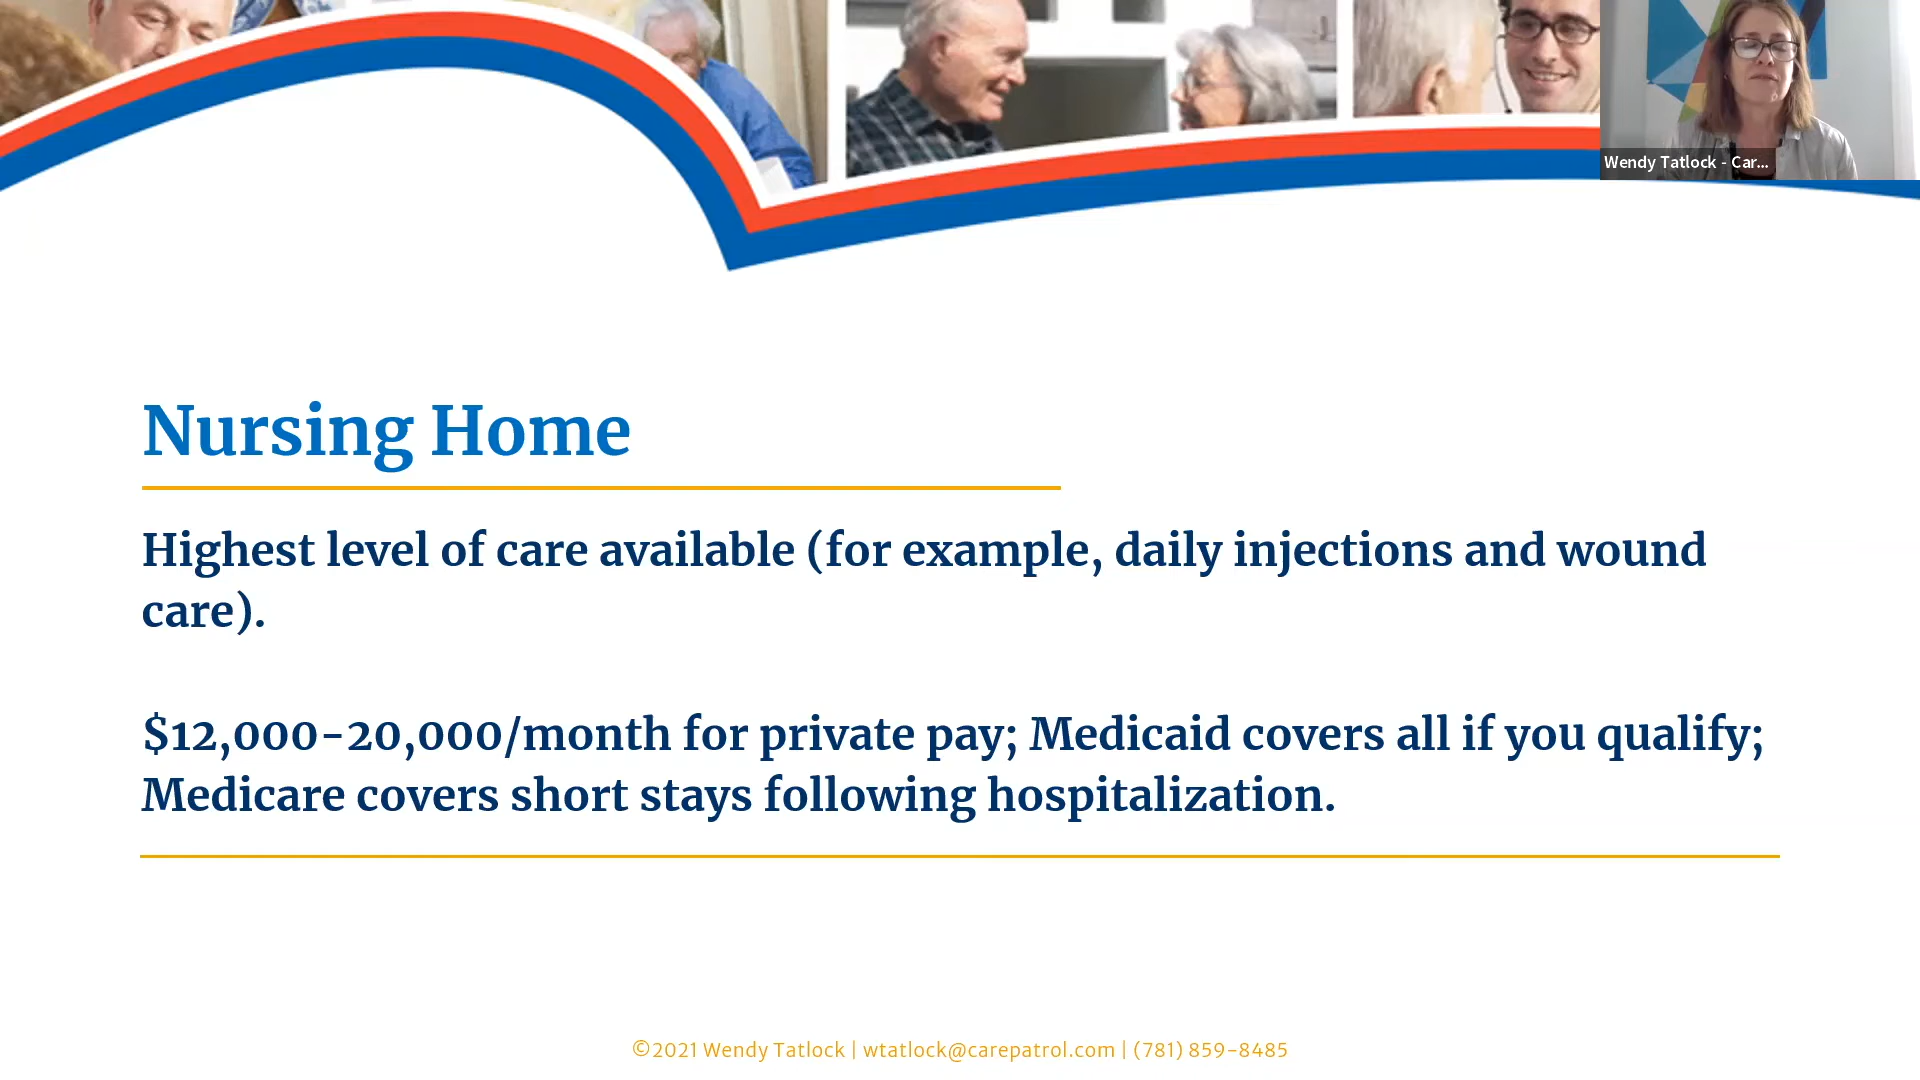 Wendy Tatlock - Car...
Nursing Home
Highest level of care available (for example, daily injections and wound
care).
$12,000-20,000/month for private pay; Medicaid covers all if you qualify;
Medicare covers short stays following hospitalization.
©2021 Wendy Tatlock | wtatlock@carepatrol.com | (781) 859-8485